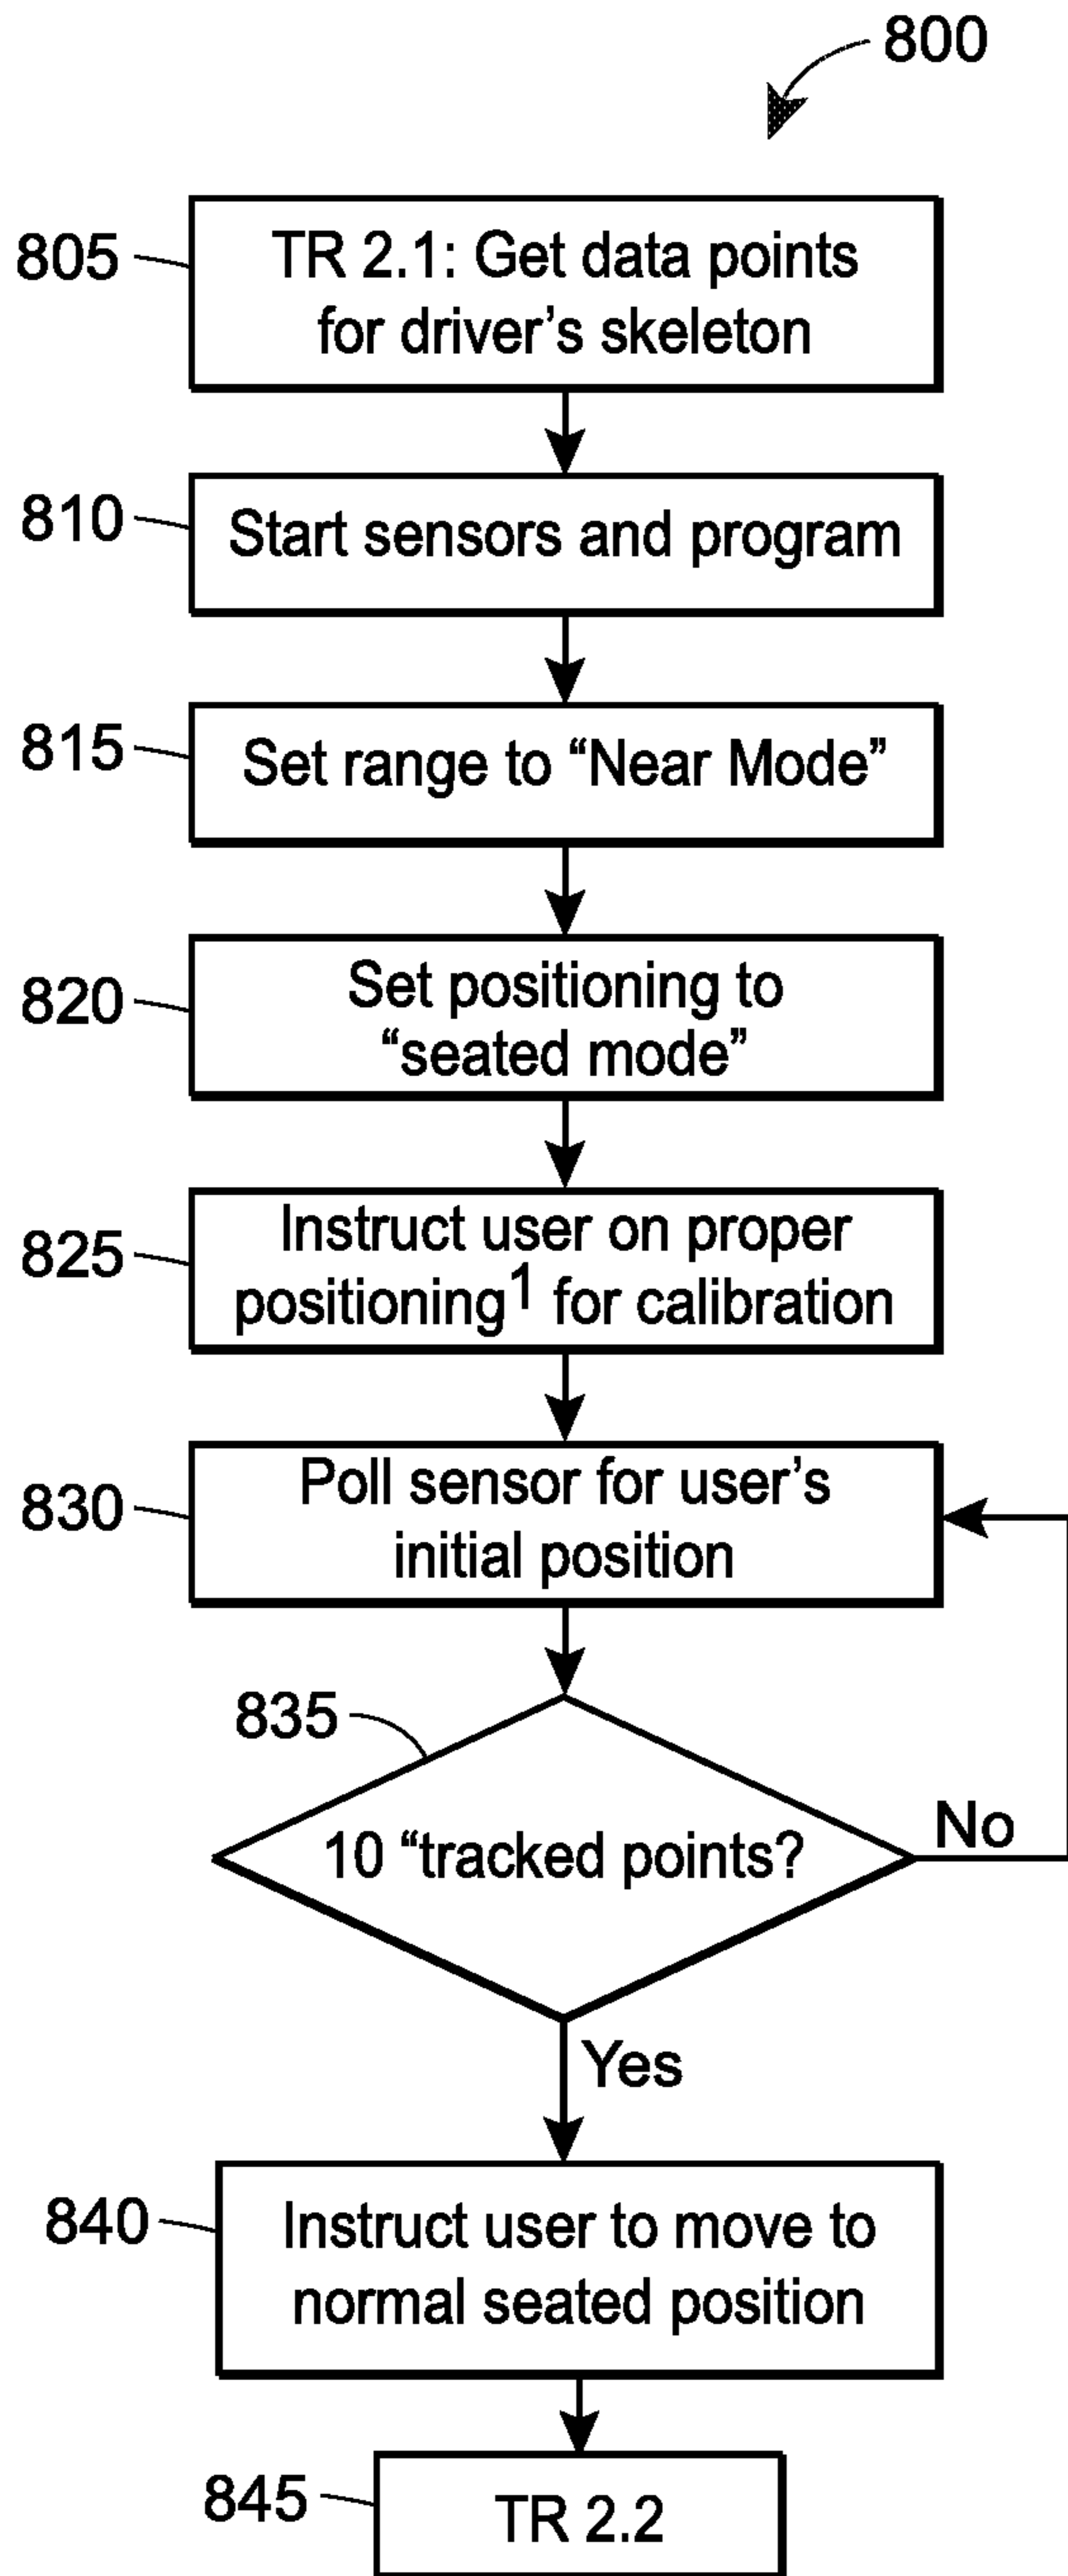 800
805
TR 2.1: Get data points
for driver’s skeleton
810
Start sensors and program
815
Set range to “Near Mode”
820
Set positioning to
“seated mode”
825
Instruct user on proper
positioning1 for calibration
830
Poll sensor for user’s
initial position
835
10 “tracked points?
No
Yes
840
Instruct user to move to
normal seated position
845
TR 2.2